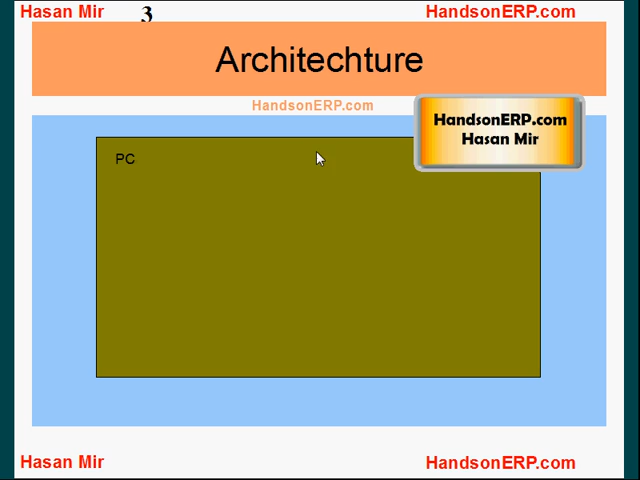 Hasan Mir 3 HandsonERP.com
Architechture
HandsonERP.com
HandsonERP.com
Hasan Mir
PC
Hasan Mir HandsonERP.com